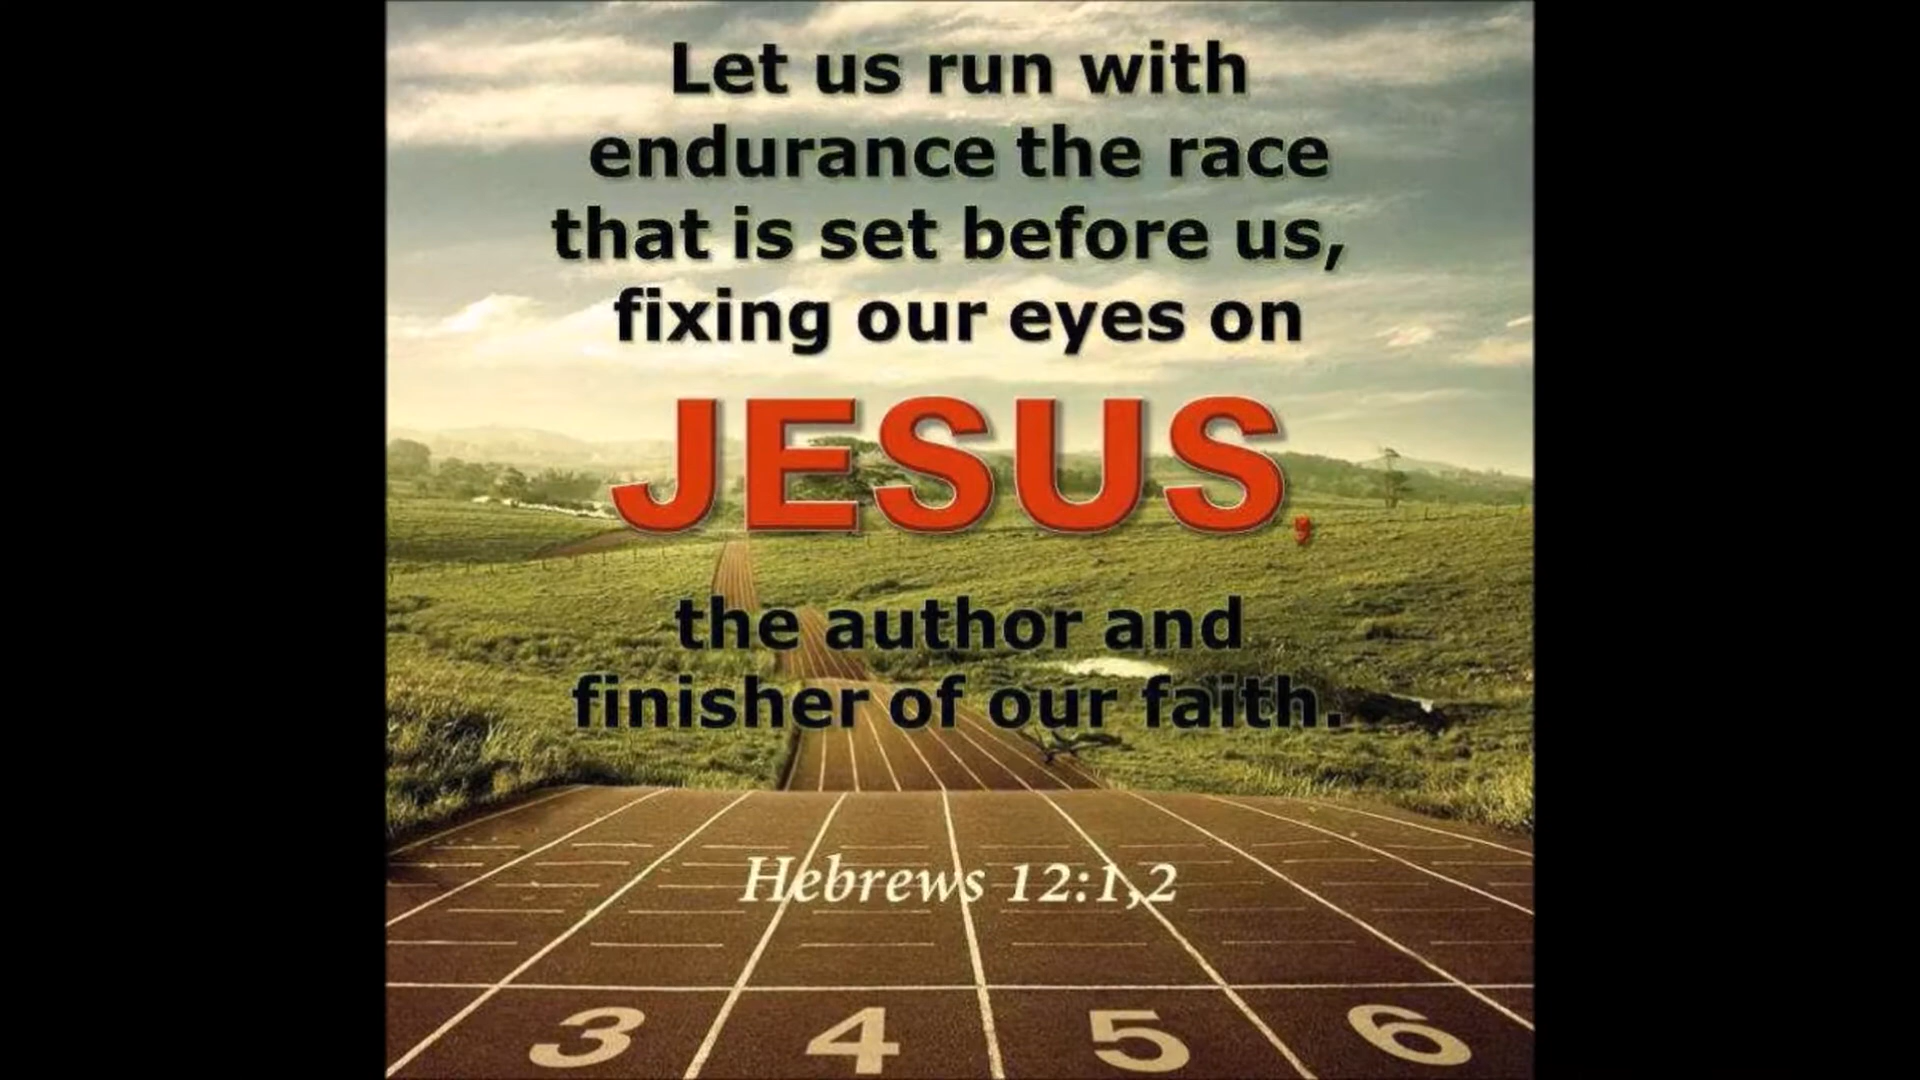 Let us run with
endurance the race
that is set before us,
fixing our eyes on
JESUS,
the author and
finisher of our faith.
Hebrews 12:1,2
3 4 5 6